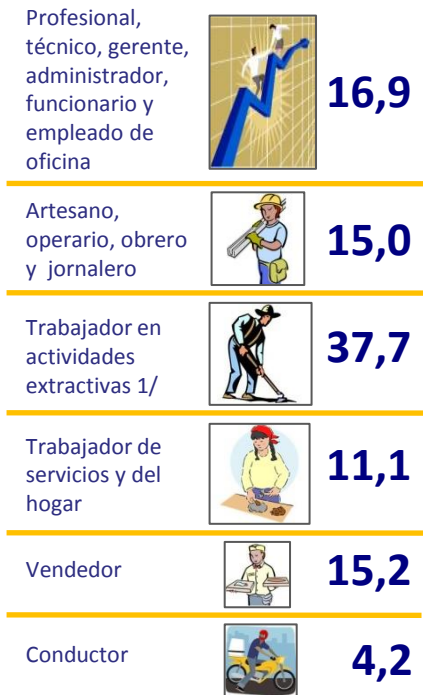 Profesional,
técnico, gerente,
administrador,
funcionario y
empleado de
oficina
16,9
Artesano,
operario, obrero
y jornalero
15,0
Trabajador en
actividades
extractivas 1/
37,7
Trabajador de
servicios y del
hogar
11,1
Vendedor
15,2
Conductor
4,2